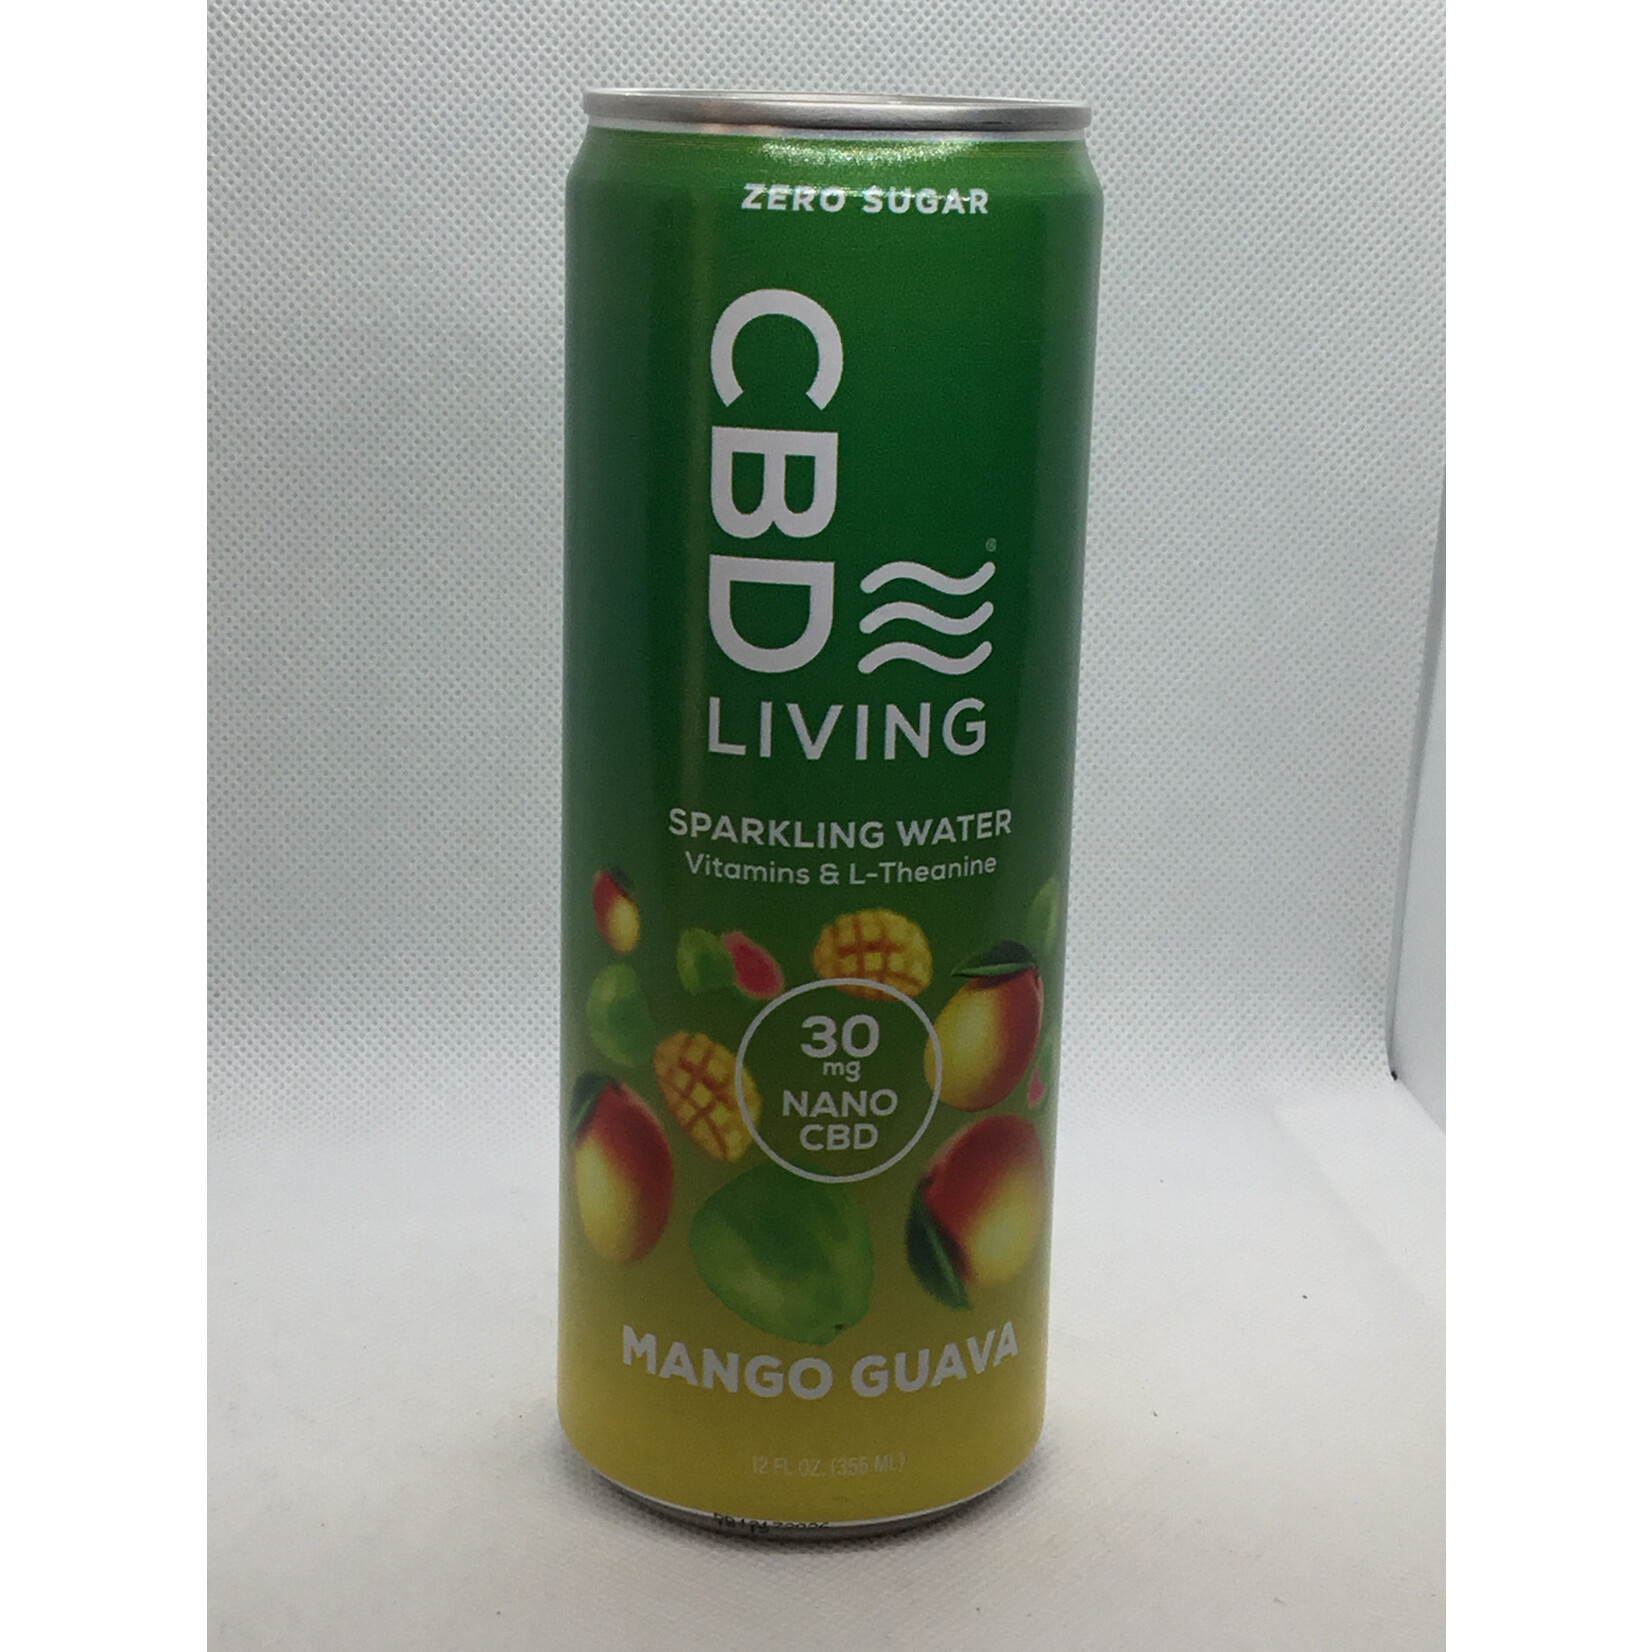 ZERO SUGAR
CBD
®
LIVING
SPARKLING WATER
Vitamins & L-Theanine
30
mg
NANO
CBD
MANGO GUAVA
12 FL OZ. (355 ML)